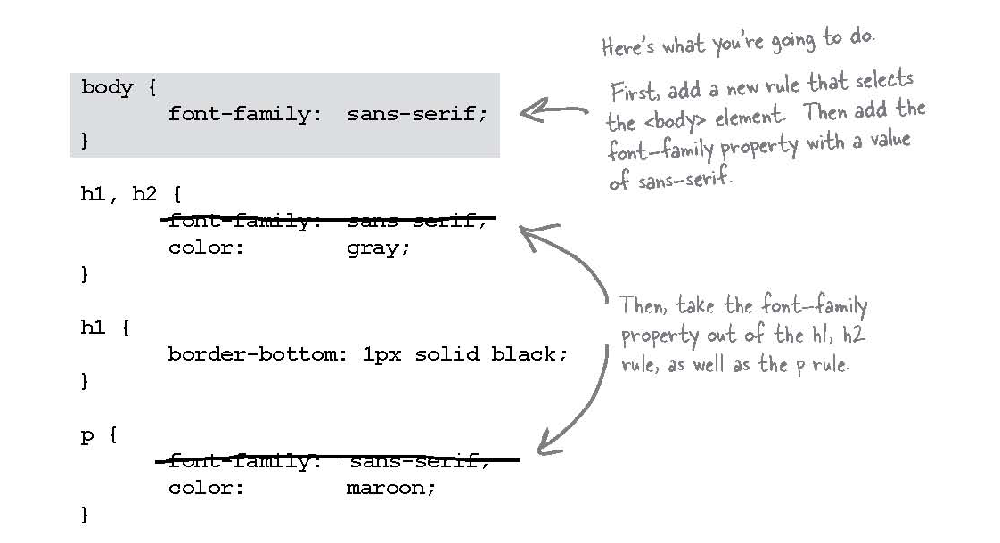 Here's what you're going to do.
body {
font-family: sans-serif;
}
First, add a new rule that selects
the <body> element. Then add the
font-family property with a value
of sans-serif.
h1, h2 {
font-family: sans-serif;
color: gray;
}
h1 {
border-bottom: 1px solid black;
}
Then, take the font-family
property out of the h1, h2
rule, as well as the p rule.
p {
font-family: sans-serif;
color: maroon;
}